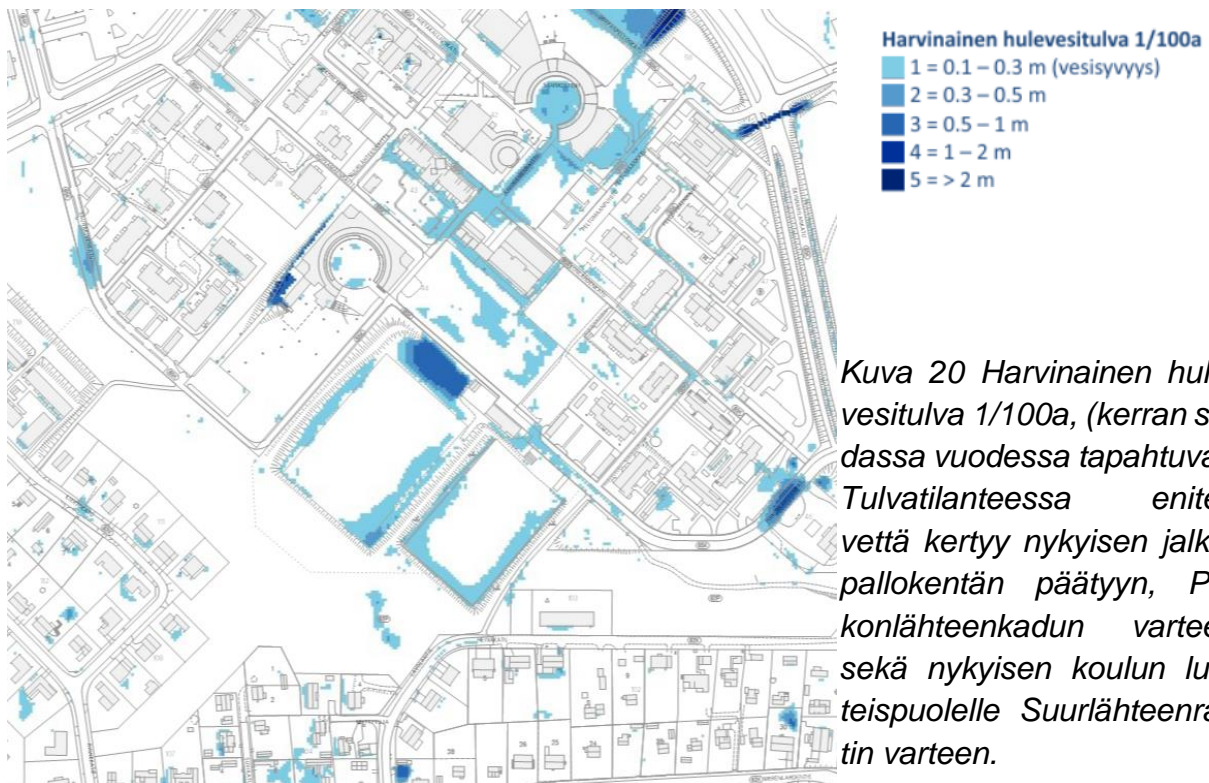 Harvinainen hulevesitulva 1/100a
1 = 0.1 – 0.3 m (vesisyvyys)
2 = 0.3 – 0.5 m
3 = 0.5 – 1 m
4 = 1 – 2 m
5 = > 2 m
Kuva 20 Harvinainen hul
vesitulva 1/100a, (kerran s
dassa vuodessa tapahtuva
Tulvatilanteessa enite
vettä kertyy nykyisen jalk
pallokentän päätyyn, P
konlähteenkadun vartee
sekä nykyisen koulun lu
teispuolelle Suurlähteenra
tin varteen.